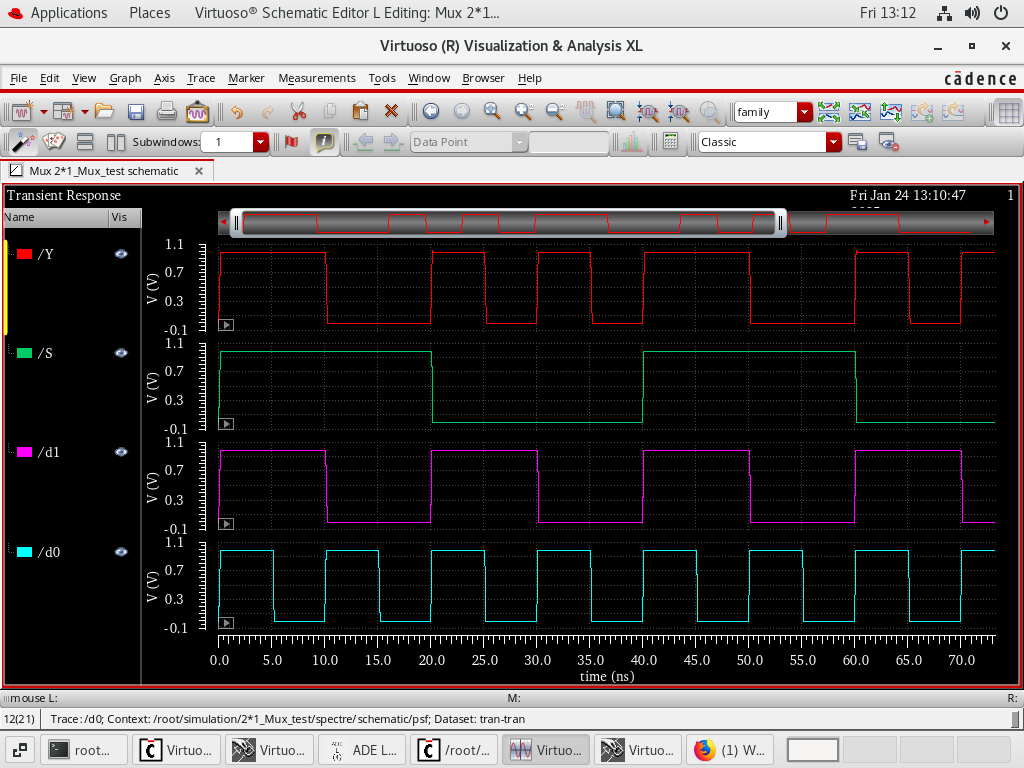 Applications Places Virtuoso® Schematic Editor L Editing: Mux 2*1... Fri 13:12
Virtuoso (R) Visualization & Analysis XL
File Edit View Graph Axis Trace Marker Measurements Tools Window Browser Help cādence
family
Subwindows: 1 Data Point Classic
Mux 2*1_Mux_test schematic
Transient Response Fri Jan 24 13:10:47 1
Name Vis
/Y
V (V)
1.1
0.7
0.3
-0.1
/S
V (V)
1.1
0.7
0.3
-0.1
/d1
V (V)
1.1
0.7
0.3
-0.1
/d0
V (V)
1.1
0.7
0.3
-0.1
0.0 5.0 10.0 15.0 20.0 25.0 30.0 35.0 40.0 45.0 50.0 55.0 60.0 65.0 70.0
time (ns)
mouse L: M: R:
12(21) Trace: /d0; Context: /root/simulation/2*1_Mux_test/spectre/schematic/psf; Dataset: tran-tran
root... Virtuo... Virtuo... ADE L... /root/... Virtuo... Virtuo... (1) W...